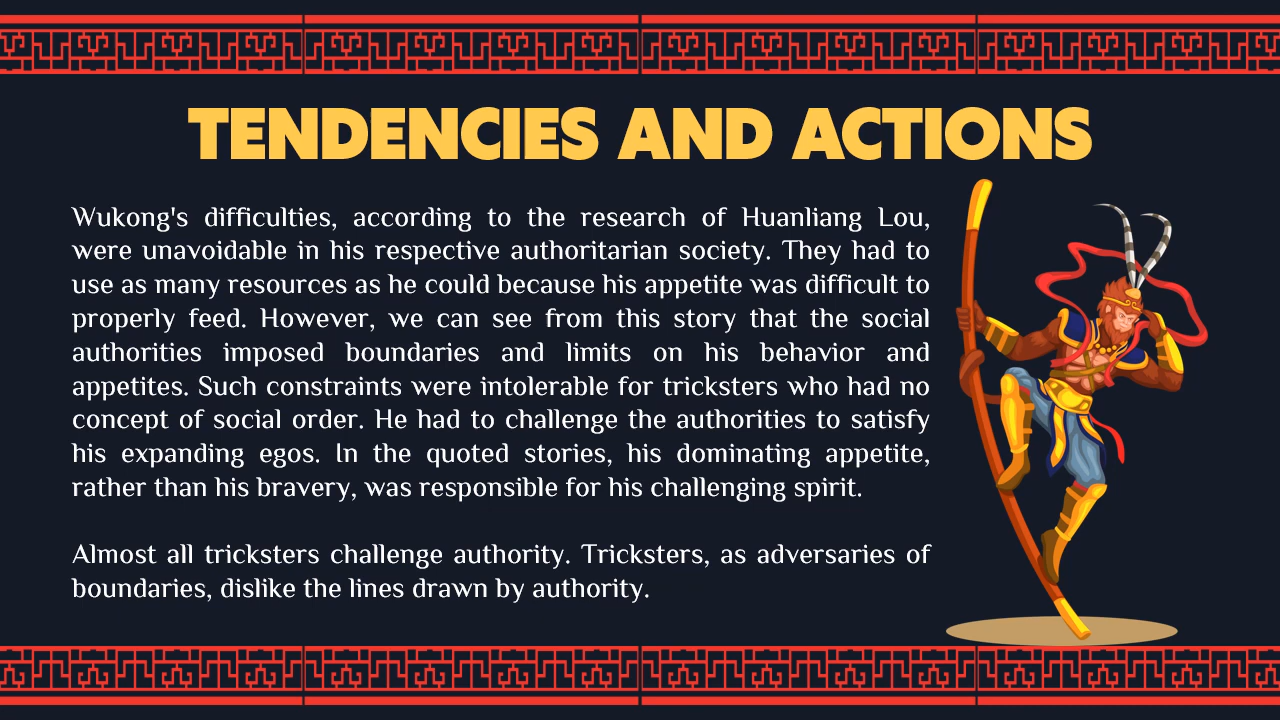 TENDENCIES AND ACTIONS
Wukong's difficulties, according to the research of Huanliang Lou,
were unavoidable in his respective authoritarian society. They had to
use as many resources as he could because his appetite was difficult to
properly feed. However, we can see from this story that the social
authorities imposed boundaries and limits on his behavior and
appetites. Such constraints were intolerable for tricksters who had no
concept of social order. He had to challenge the authorities to satisfy
his expanding egos. In the quoted stories, his dominating appetite,
rather than his bravery, was responsible for his challenging spirit.
Almost all tricksters challenge authority. Tricksters, as adversaries of
boundaries, dislike the lines drawn by authority.